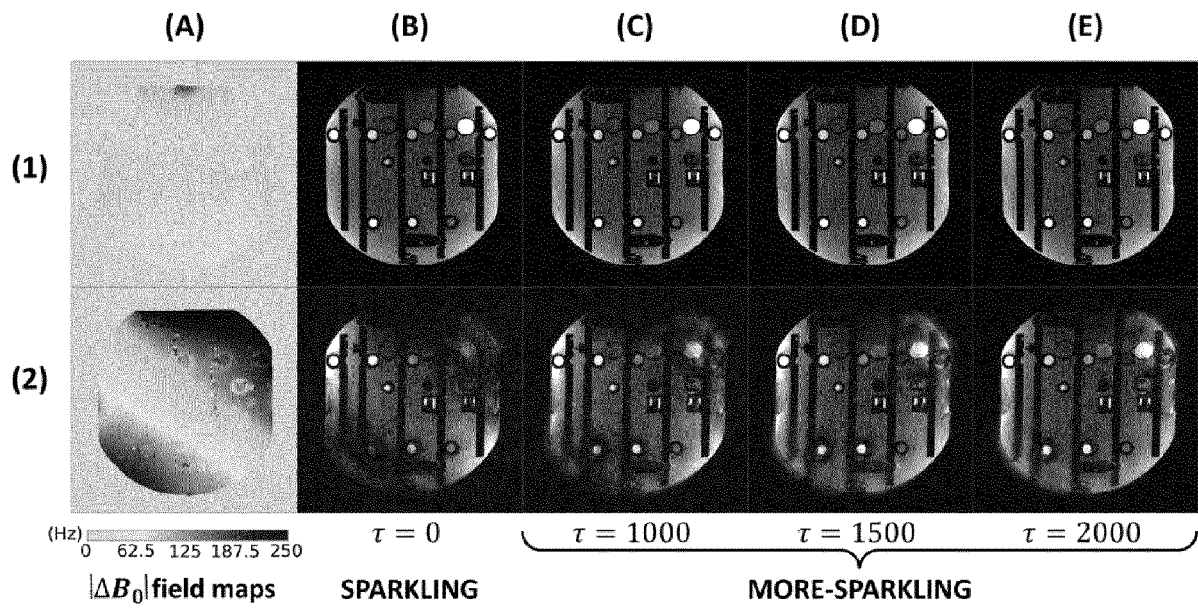 (A) (B) (C) (D) (E)
(1)
(2)
(Hz)
0 62.5 125 187.5 250
τ = 0 τ = 1000 τ = 1500 τ = 2000
|ΔB₀| field maps SPARKLING MORE-SPARKLING